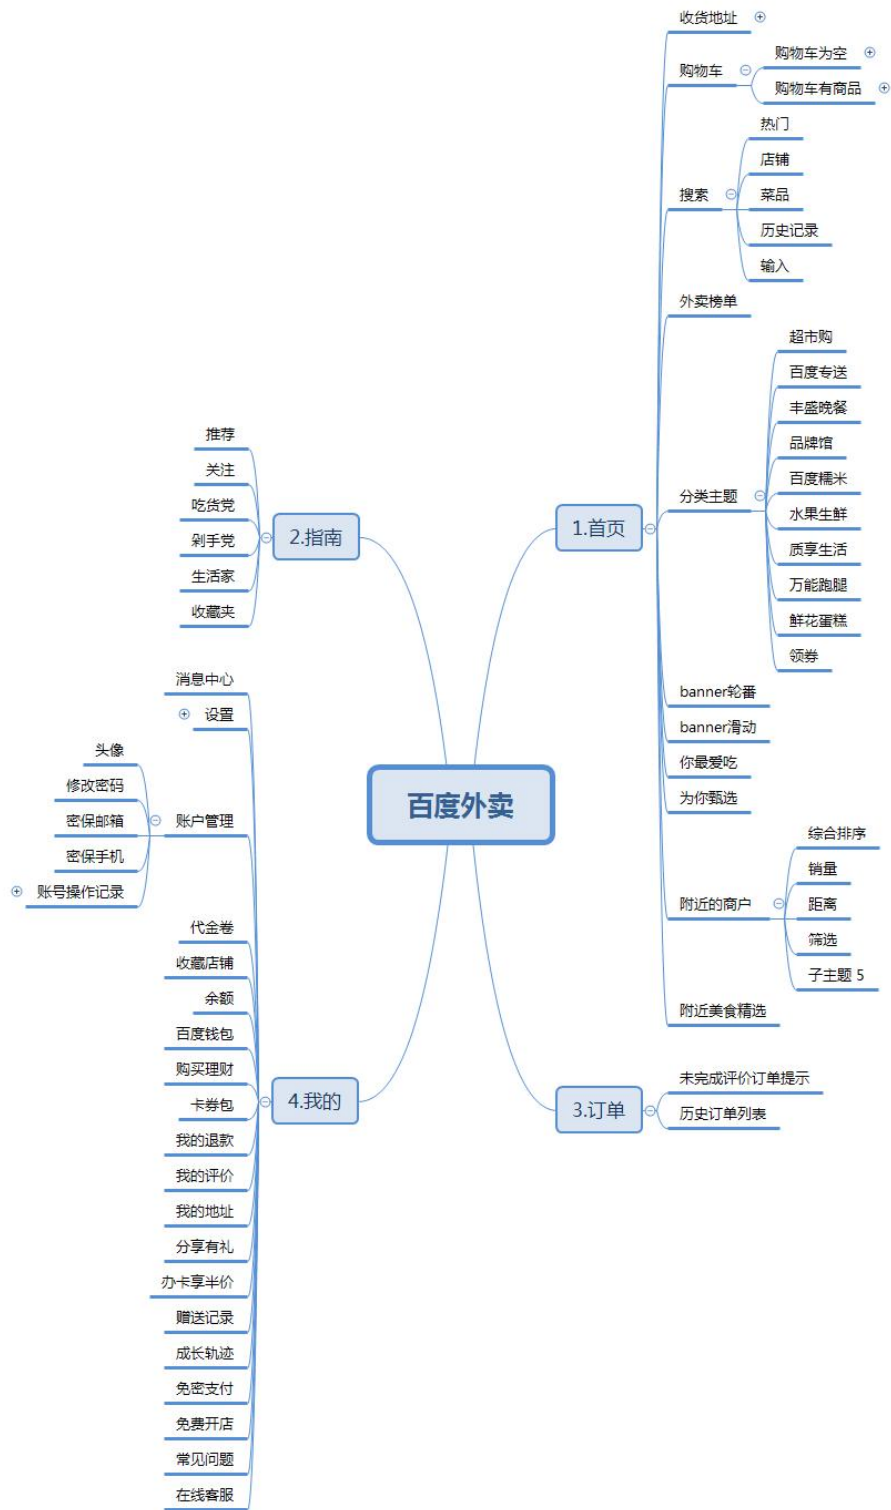 百度外卖
1.首页
收货地址
购物车
购物车为空
购物车有商品
搜索
热门
店铺
菜品
历史记录
输入
外卖榜单
分类主题
超市购
百度专送
丰盛晚餐
品牌馆
百度糯米
水果生鲜
质享生活
万能跑腿
鲜花蛋糕
领券
banner轮番
banner滑动
你最爱吃
为你甄选
附近的商户
综合排序
销量
距离
筛选
子主题 5
附近美食精选
2.指南
推荐
关注
吃货党
剁手党
生活家
收藏夹
3.订单
未完成评价订单提示
历史订单列表
4.我的
消息中心
设置
账户管理
头像
修改密码
密保邮箱
密保手机
账号操作记录
代金卷
收藏店铺
余额
百度钱包
购买理财
卡券包
我的退款
我的评价
我的地址
分享有礼
办卡享半价
赠送记录
成长轨迹
免密支付
免费开店
常见问题
在线客服